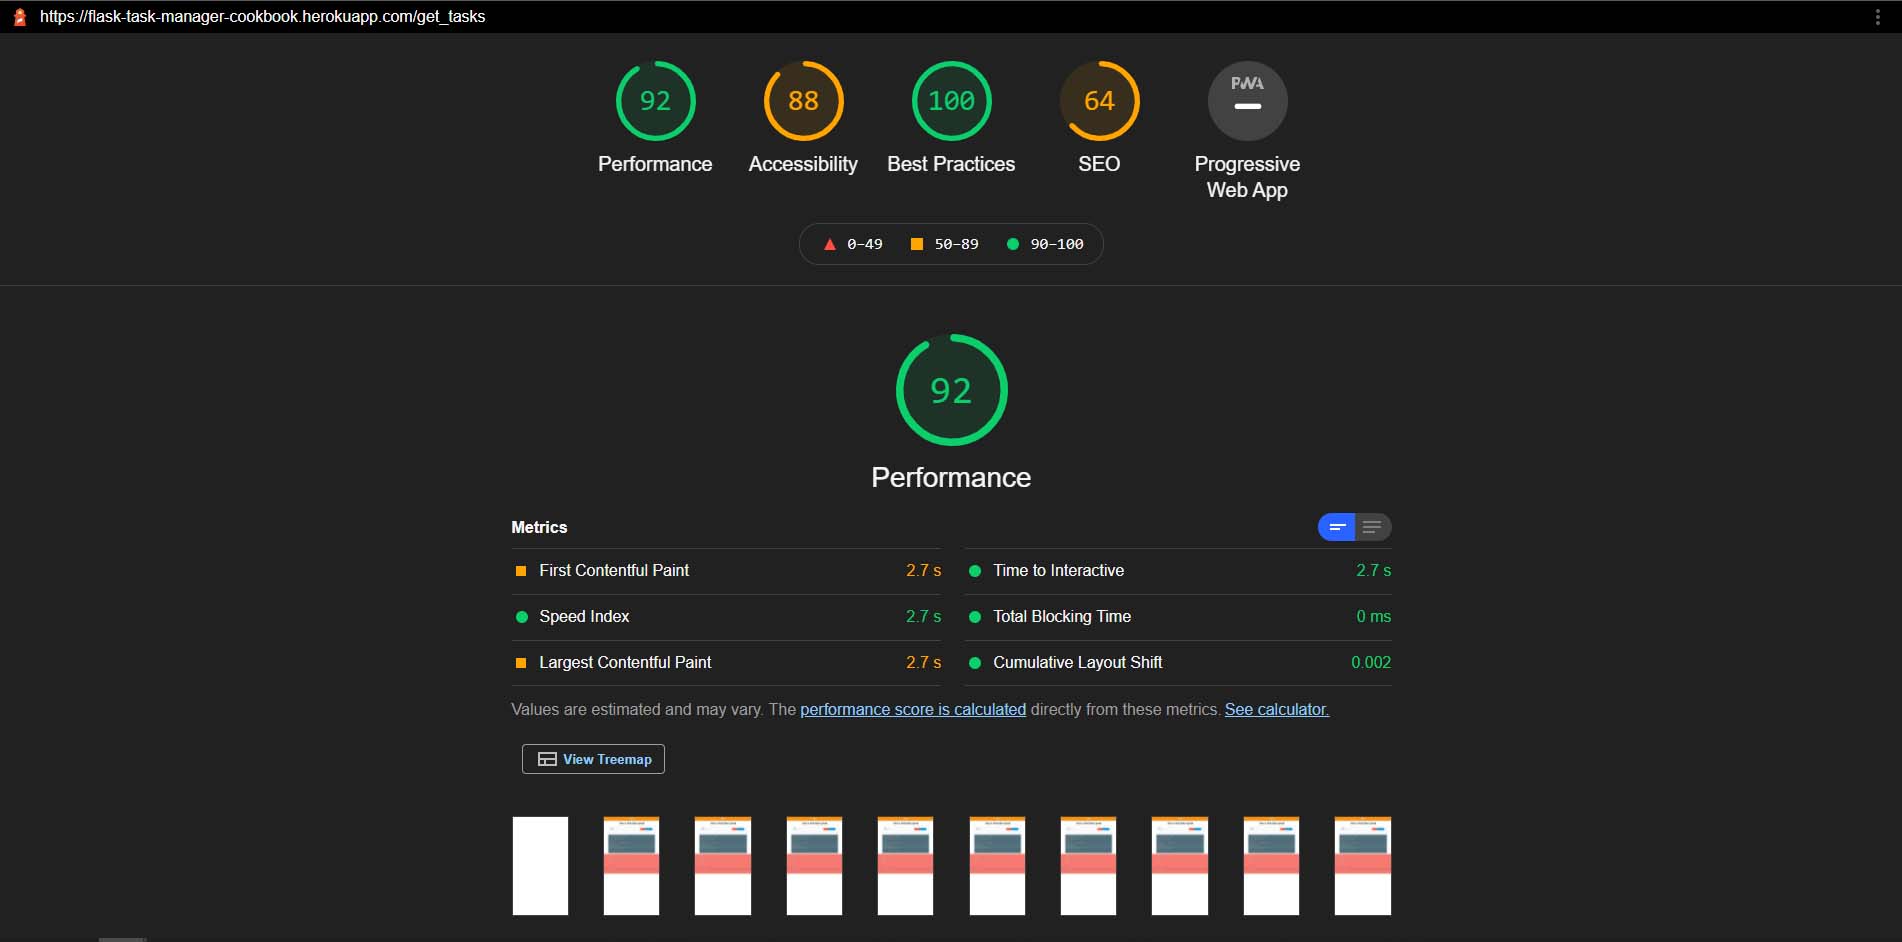 https://flask-task-manager-cookbook.herokuapp.com/get_tasks
92 88 100 64 PWA
Performance Accessibility Best Practices SEO Progressive
Web App
0–49 50–89 90–100
92
Performance
Metrics
First Contentful Paint 2.7 s Time to Interactive 2.7 s
Speed Index 2.7 s Total Blocking Time 0 ms
Largest Contentful Paint 2.7 s Cumulative Layout Shift 0.002
Values are estimated and may vary. The performance score is calculated directly from these metrics. See calculator.
View Treemap